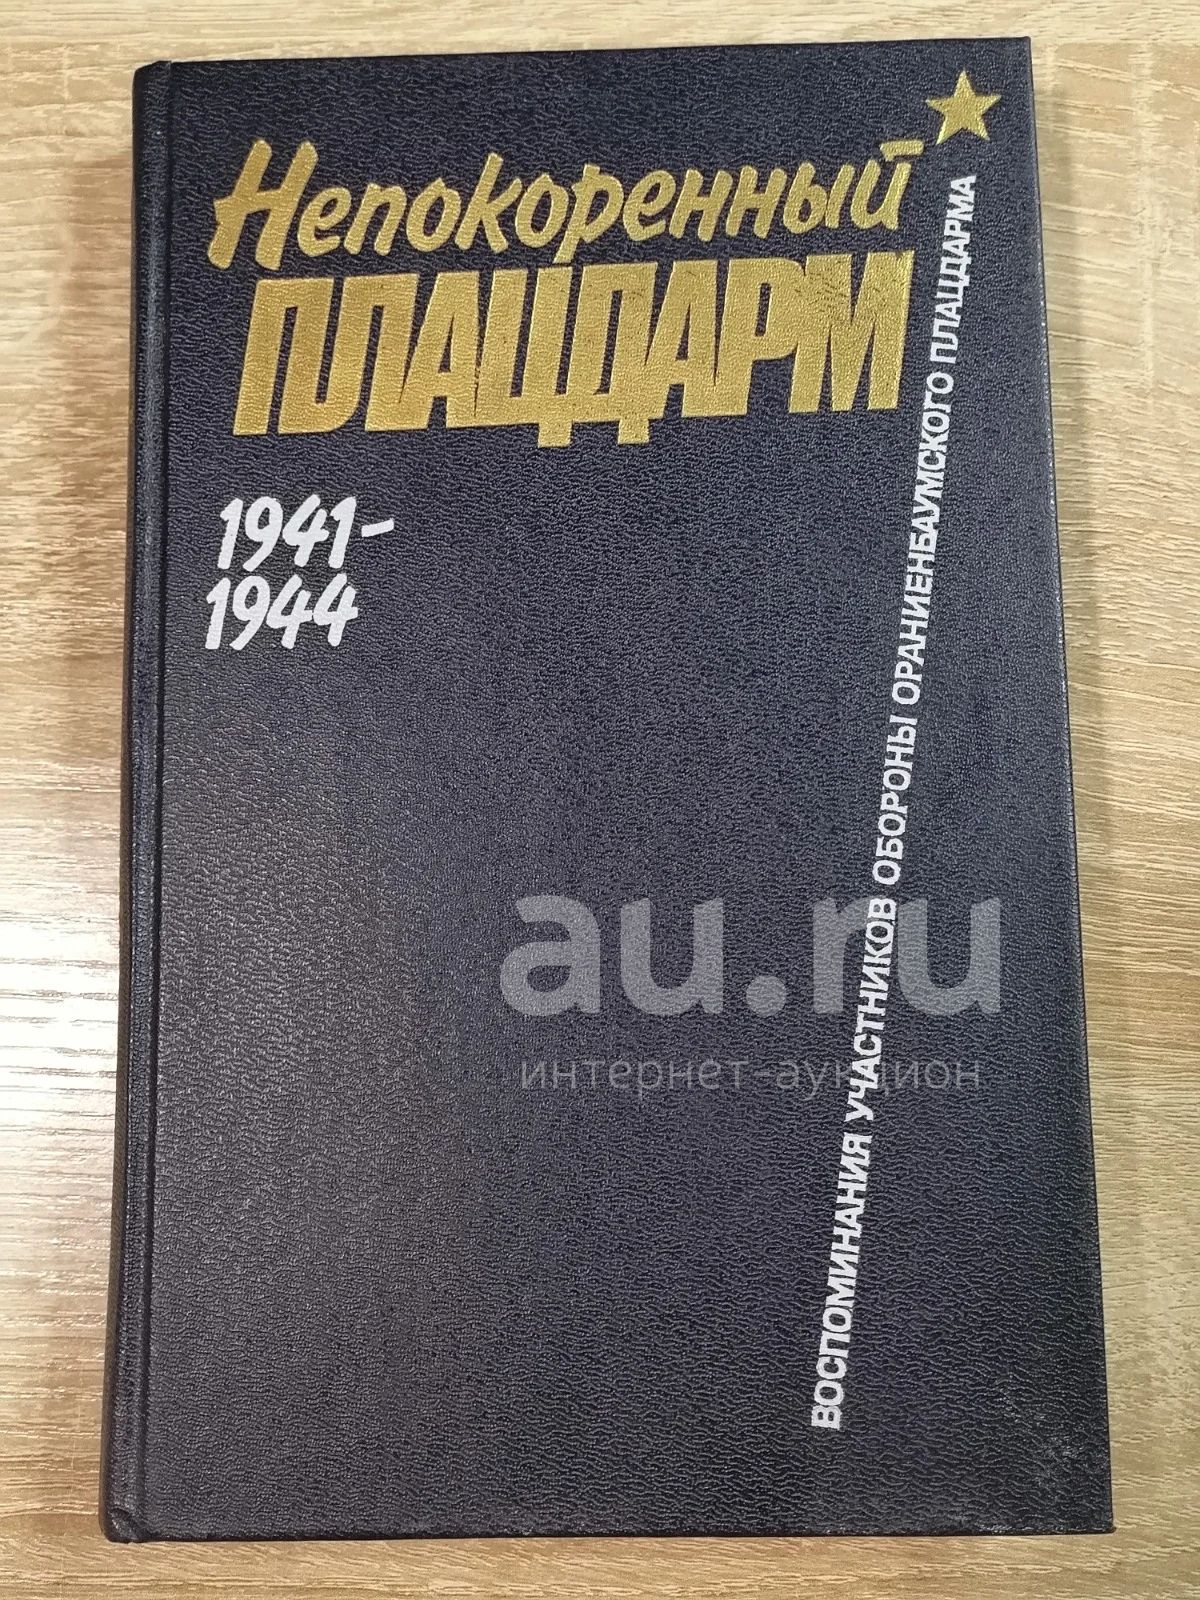 Непокоренный
ПЛАЦДАРМ
1941-
1944
ВОСПОМИНАНИЯ УЧАСТНИКОВ ОБОРОНЫ ОРАНИЕНБАУМСКОГО ПЛАЦДАРМА
au.ru
интернет-аукцион